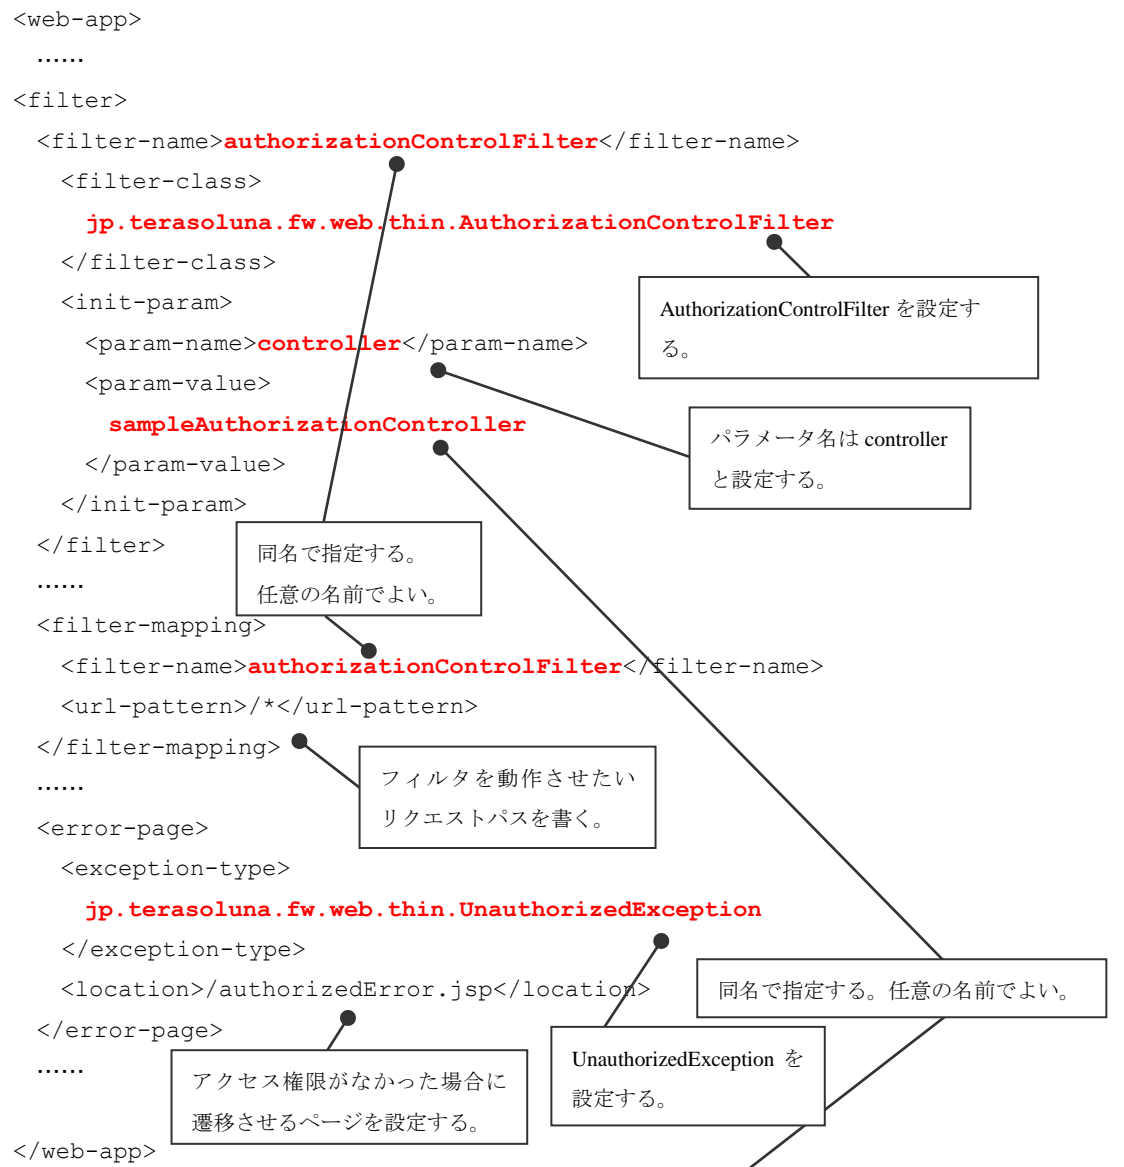 <web-app>
……
<filter>
<filter-name>authorizationControlFilter</filter-name>
<filter-class>
jp.terasoluna.fw.web.thin.AuthorizationControlFilter
</filter-class>
<init-param>
AuthorizationControlFilter を設定す
る。
<param-name>controller</param-name>
<param-value>
sampleAuthorizationController
パラメータ名は controller
と設定する。
</param-value>
</init-param>
</filter>
同名で指定する。
任意の名前でよい。
……
<filter-mapping>
<filter-name>authorizationControlFilter</filter-name>
<url-pattern>/*</url-pattern>
</filter-mapping>
フィルタを動作させたい
リクエストパスを書く。
……
<error-page>
<exception-type>
jp.terasoluna.fw.web.thin.UnauthorizedException
</exception-type>
<location>/authorizedError.jsp</location>
同名で指定する。任意の名前でよい。
</error-page>
UnauthorizedException を
設定する。
……
アクセス権限がなかった場合に
遷移させるページを設定する。
</web-app>